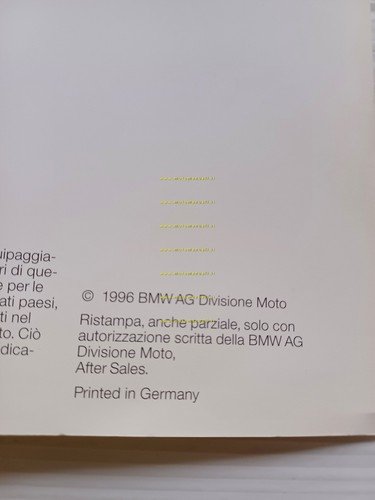 uipaggia-
ri di que-
e per le
ati paesi,
ti nel
to. Ciò
dica-
© 1996 BMW AG Divisione Moto
Ristampa, anche parziale, solo con
autorizzazione scritta della BMW AG
Divisione Moto,
After Sales.
Printed in Germany